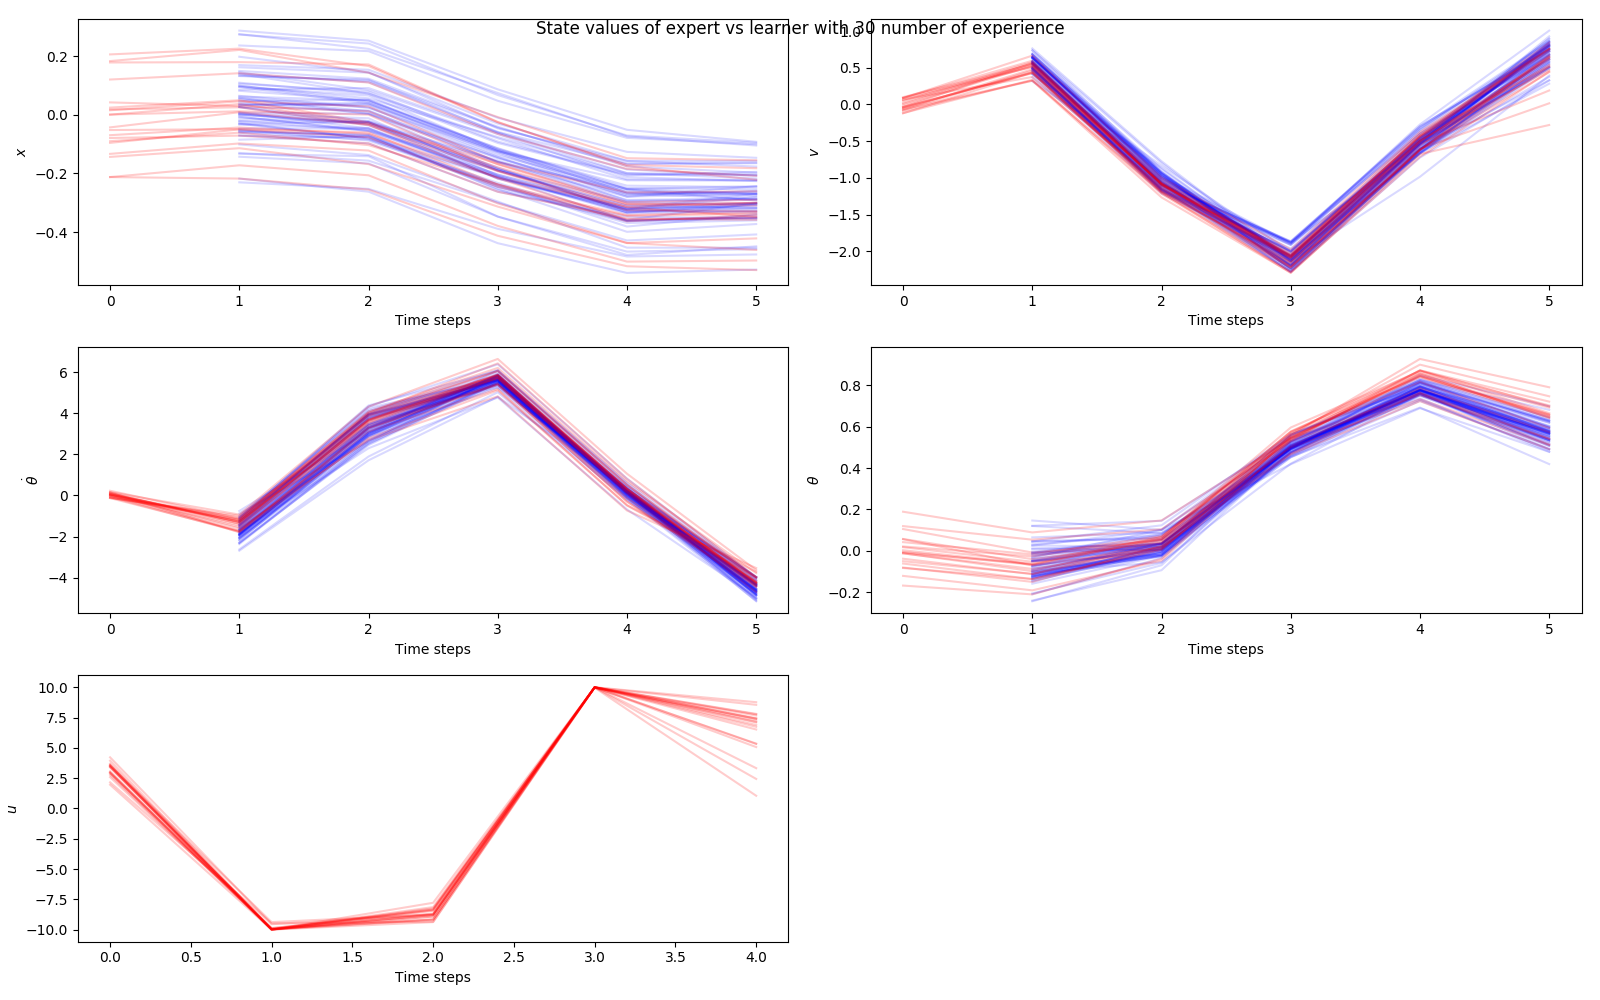 State values of expert vs learner with 30 number of experience
0.2
0.0
−0.2
−0.4
x
0 1 2 3 4 5
Time steps
1.0
0.5
0.0
−0.5
−1.0
−1.5
−2.0
v
0 1 2 3 4 5
Time steps
6
4
2
0
−2
−4
θ̇
0 1 2 3 4 5
Time steps
0.8
0.6
0.4
0.2
0.0
−0.2
θ
0 1 2 3 4 5
Time steps
10.0
7.5
5.0
2.5
0.0
−2.5
−5.0
−7.5
−10.0
u
0.0 0.5 1.0 1.5 2.0 2.5 3.0 3.5 4.0
Time steps